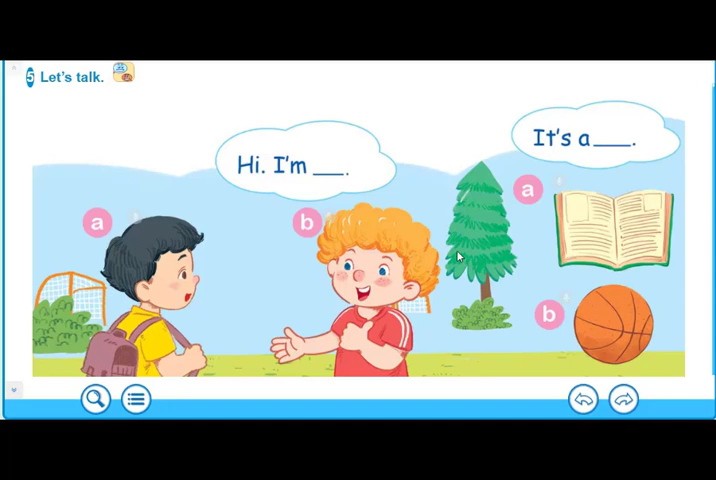 5 Let's talk.
Hi. I'm ___.
It's a ___.
a
b
a
b